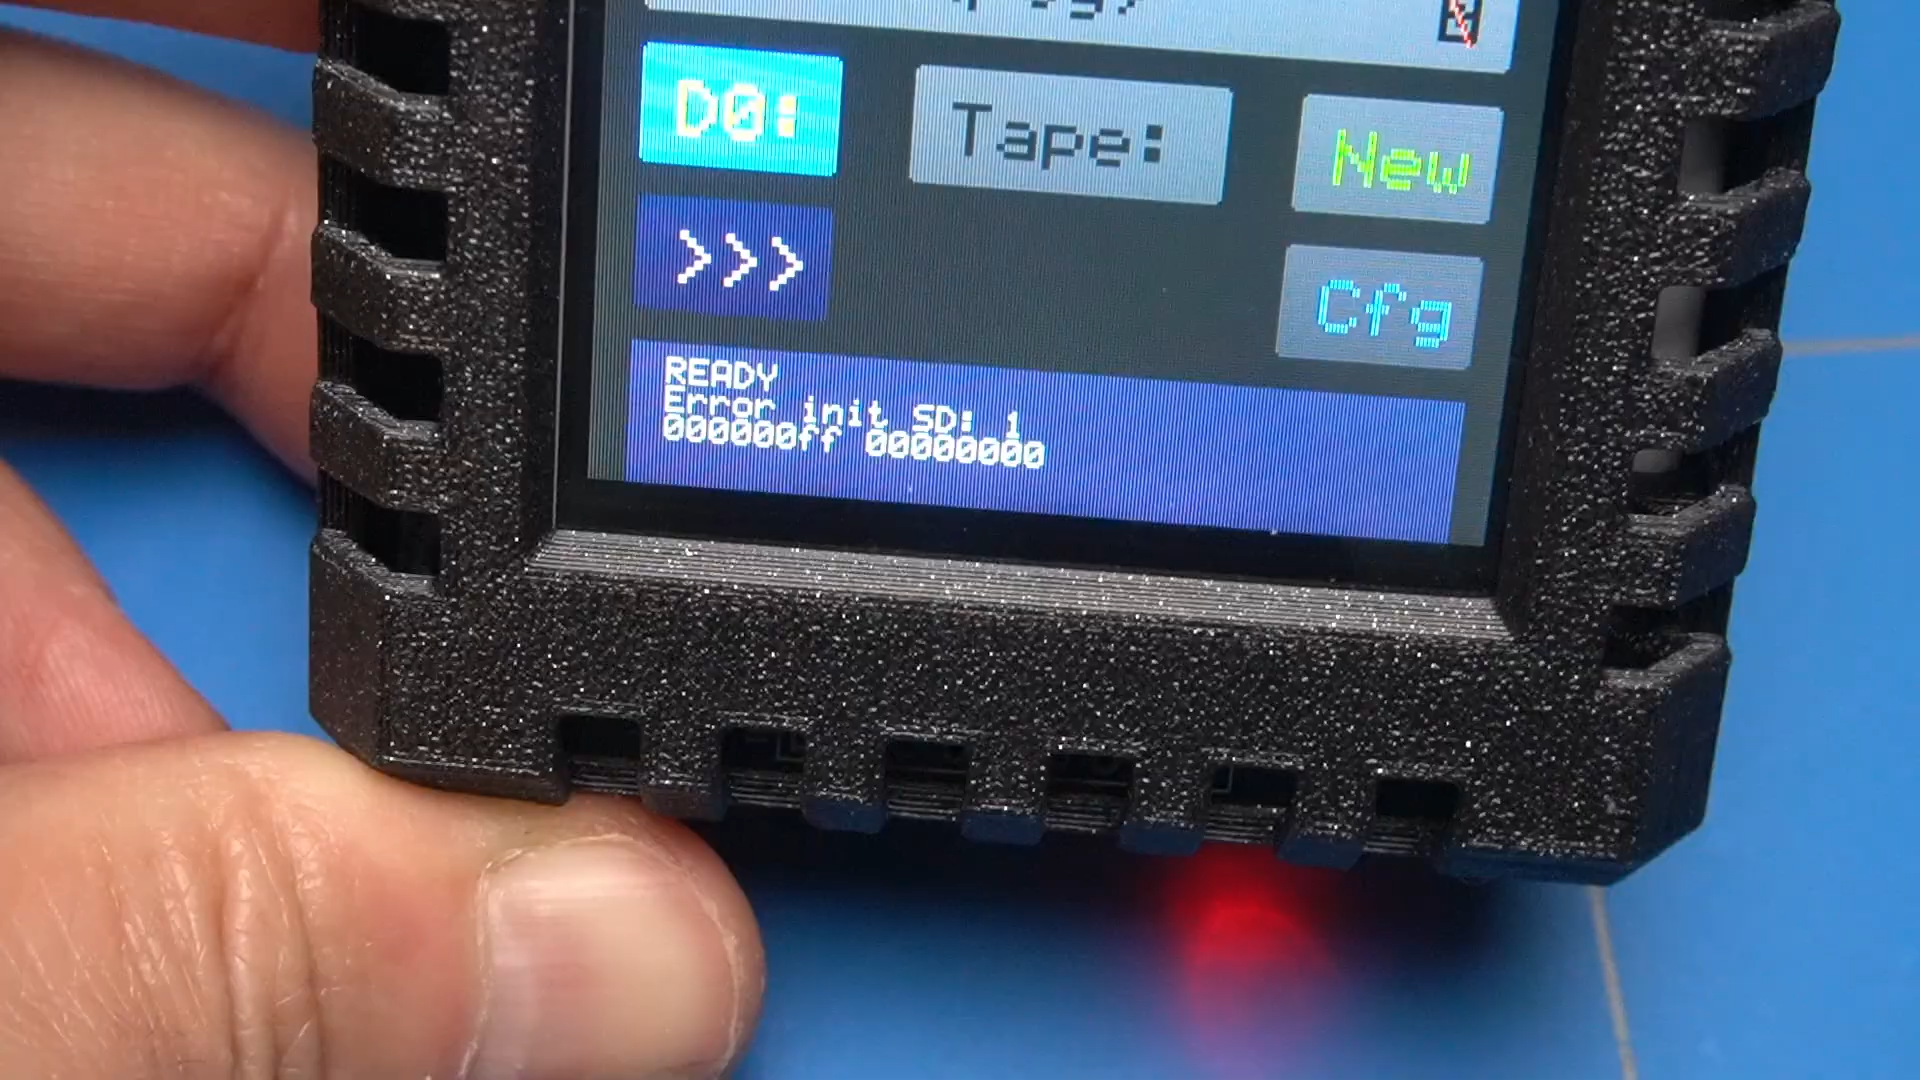 D0: Tape: New
>>> Cfg
READY
Error init SD: 1
000000ff 00000000